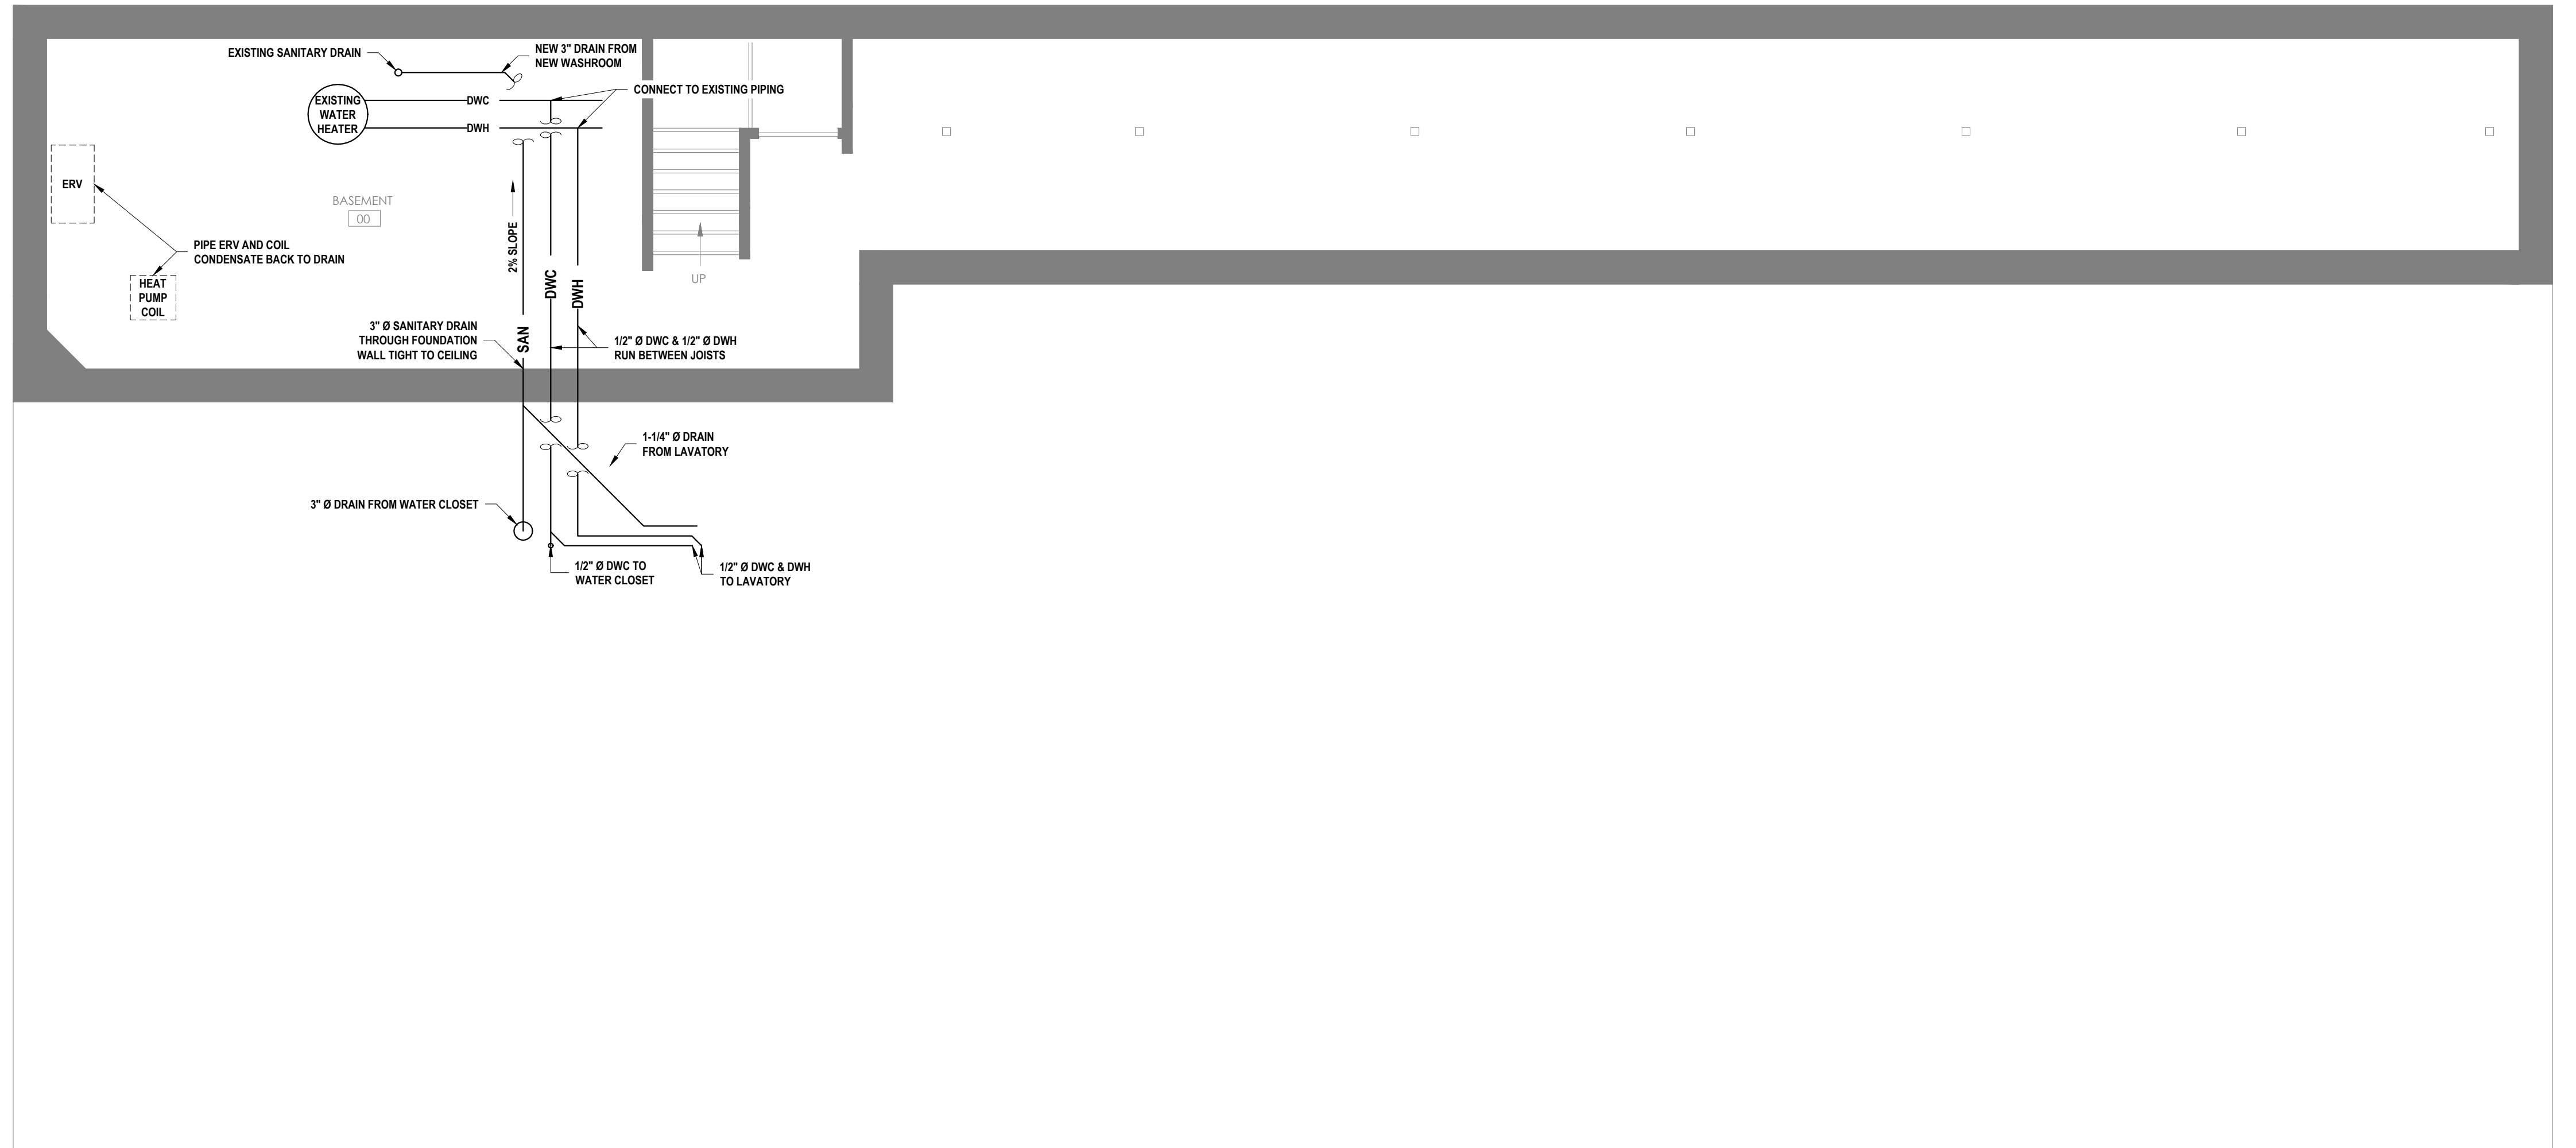 EXISTING SANITARY DRAIN
NEW 3" DRAIN FROM
NEW WASHROOM
CONNECT TO EXISTING PIPING
EXISTING
WATER
HEATER
DWC
DWH
ERV
BASEMENT
00
2% SLOPE
PIPE ERV AND COIL
CONDENSATE BACK TO DRAIN
HEAT
PUMP
COIL
DWC
DWH
UP
SAN
3" Ø SANITARY DRAIN
THROUGH FOUNDATION
WALL TIGHT TO CEILING
1/2" Ø DWC & 1/2" Ø DWH
RUN BETWEEN JOISTS
1-1/4" Ø DRAIN
FROM LAVATORY
3" Ø DRAIN FROM WATER CLOSET
1/2" Ø DWC TO
WATER CLOSET
1/2" Ø DWC & DWH
TO LAVATORY